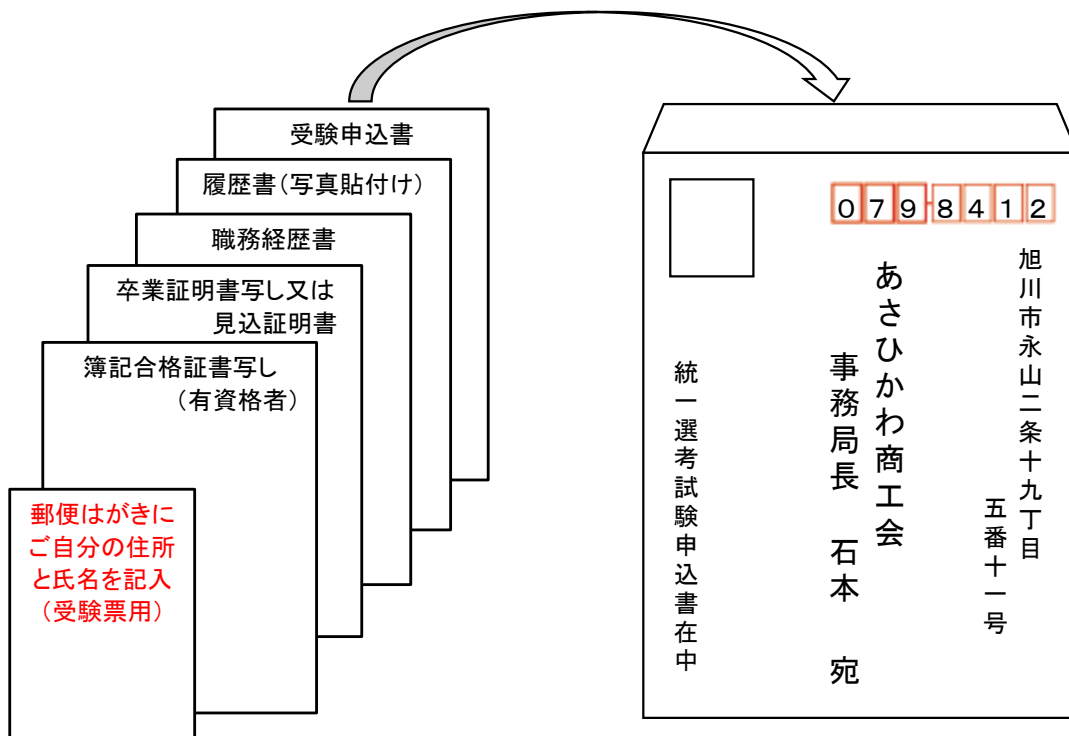 受験申込書
履歴書(写真貼付け)
職務経歴書
卒業証明書写し又は
見込証明書
簿記合格証書写し
(有資格者)
郵便はがきに
ご自分の住所
と氏名を記入
(受験票用)
079-8412
旭川市永山二条十九丁目
五番十一号
あさひかわ商工会
事務局長 石本 宛
統一選考試験申込書在中